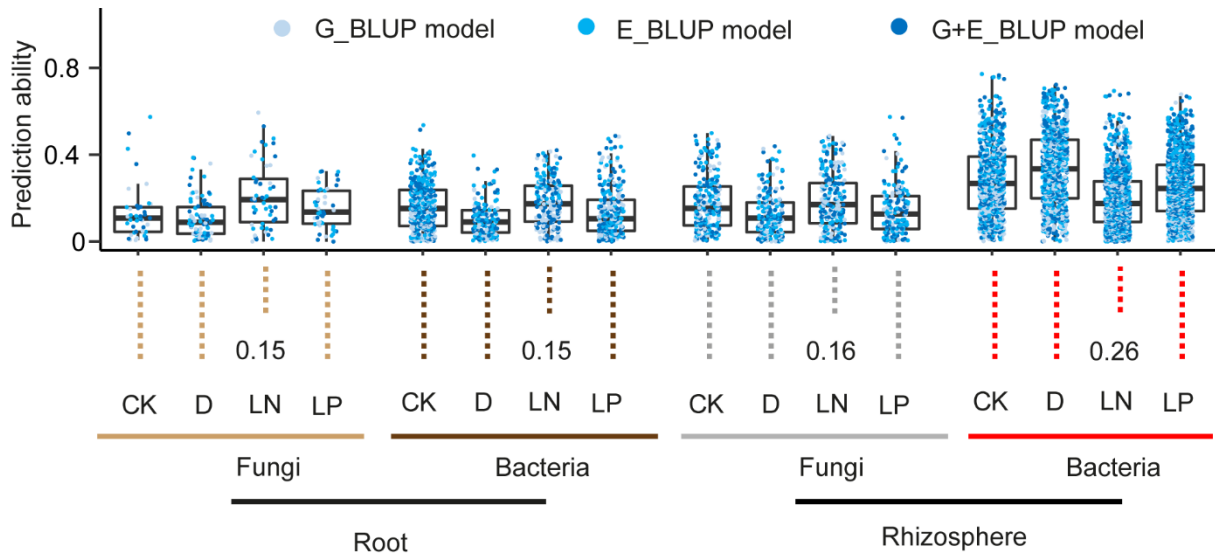 G_BLUP model E_BLUP model G+E_BLUP model
Prediction ability
0.8
0.4
0
0.15 0.15 0.16 0.26
CK D LN LP CK D LN LP CK D LN LP CK D LN LP
Fungi Bacteria Fungi Bacteria
Root Rhizosphere